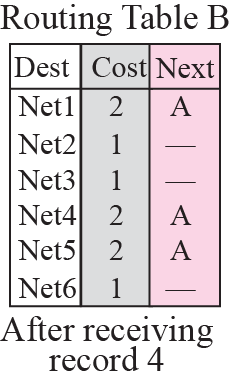 Routing Table B
Dest Cost Next
Net1 2 A
Net2 1 —
Net3 1 —
Net4 2 A
Net5 2 A
Net6 1 —
After receiving
record 4